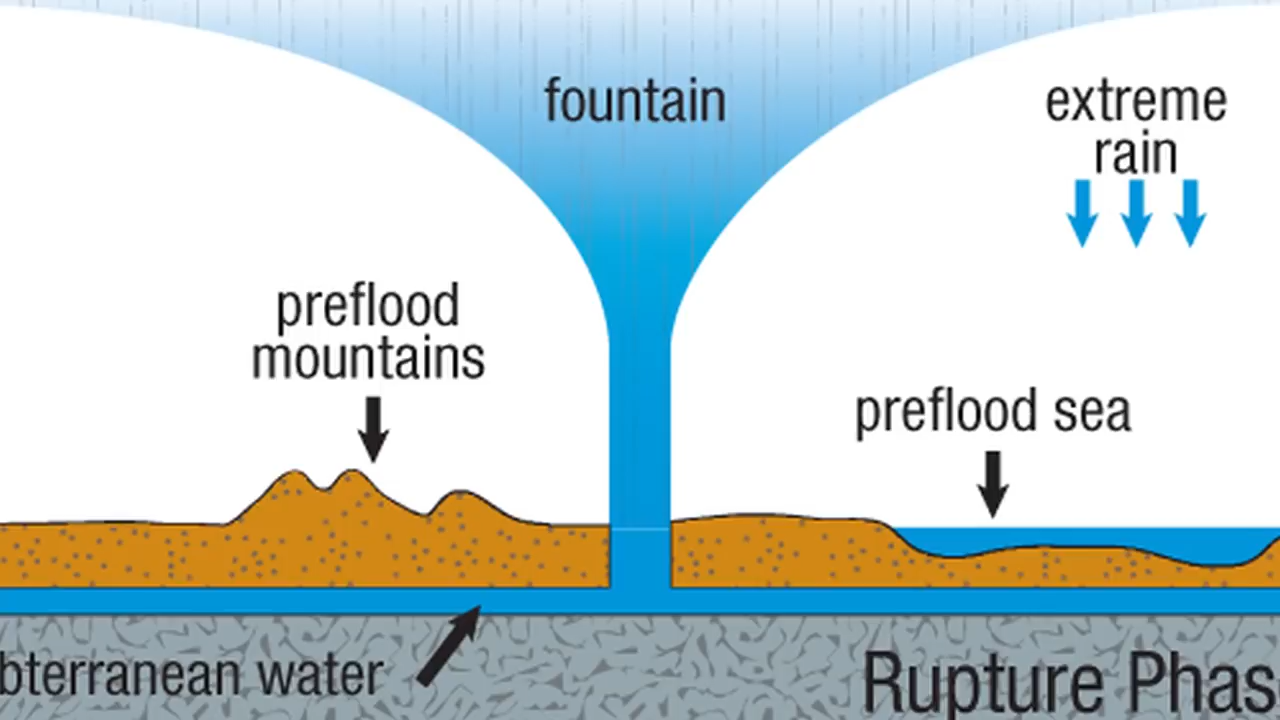 fountain
extreme
rain
preflood
mountains
preflood sea
bterranean water
Rupture Phas